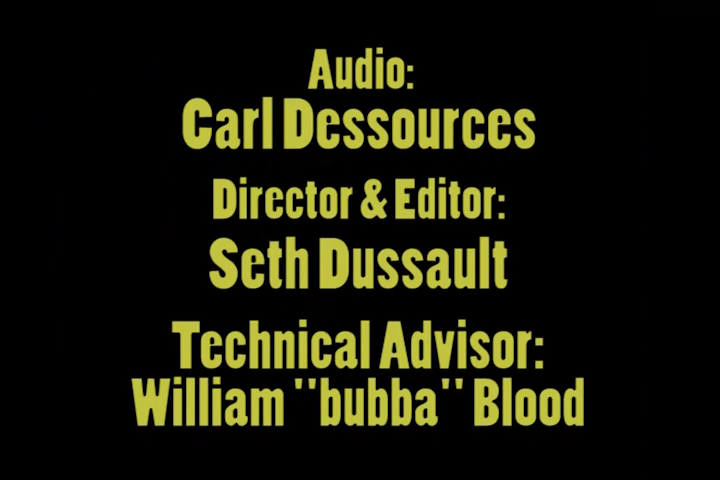 Audio:
Carl Dessources
Director & Editor:
Seth Dussault
Technical Advisor:
William "bubba" Blood